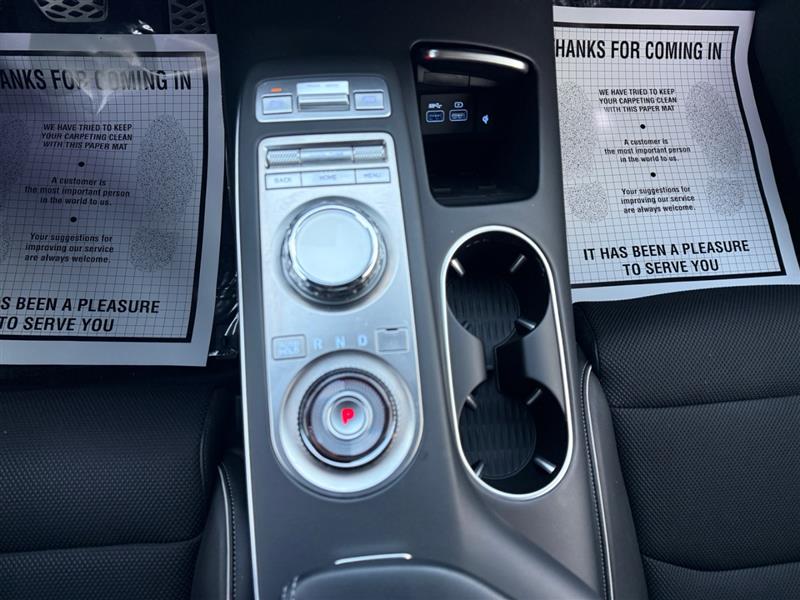 HANKS FOR COMING IN
WE HAVE TRIED TO KEEP
YOUR CARPETING CLEAN
WITH THIS PAPER MAT
A customer is
the most important person
in the world to us.
Your suggestions for
improving our service
are always welcome.
HAS BEEN A PLEASURE
TO SERVE YOU
BACK HOME MENU
R N D
P
THANKS FOR COMING IN
WE HAVE TRIED TO KEEP
YOUR CARPETING CLEAN
WITH THIS PAPER MAT
A customer is
the most important person
in the world to us.
Your suggestions for
improving our service
are always welcome.
IT HAS BEEN A PLEASURE
TO SERVE YOU